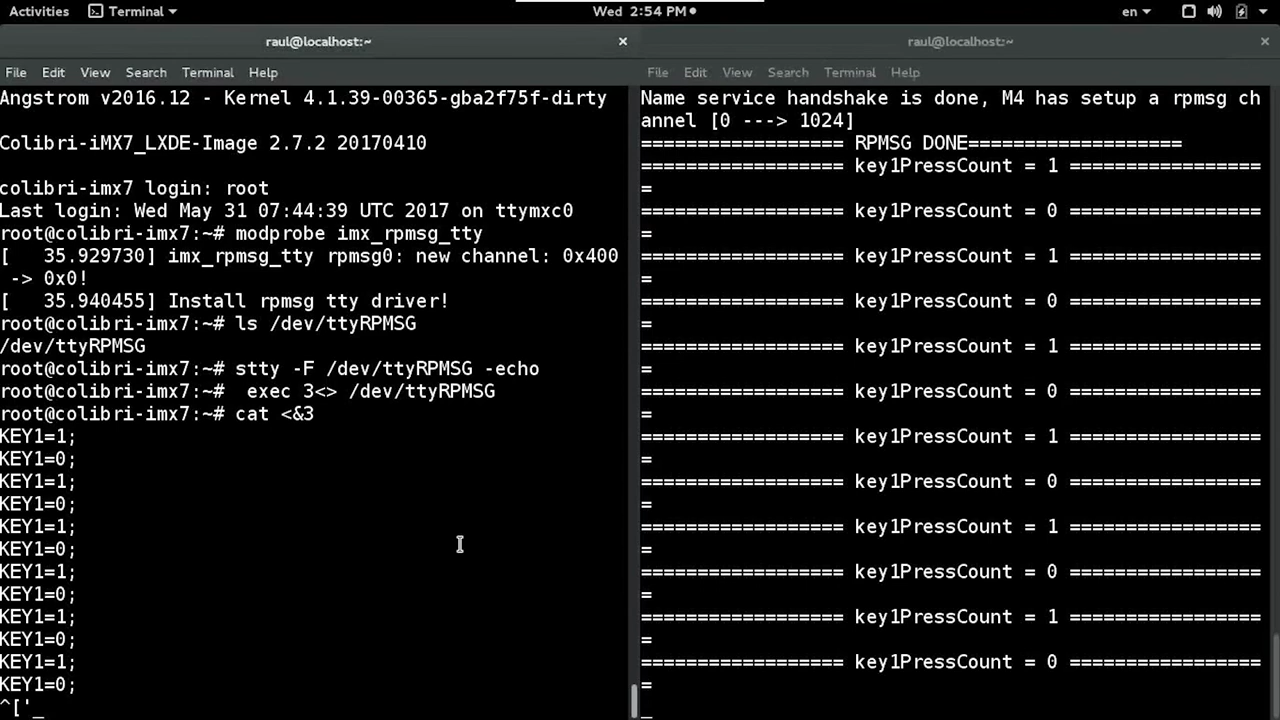 Activities Terminal Wed 2:54 PM en
raul@localhost:~
File Edit View Search Terminal Help
Angstrom v2016.12 - Kernel 4.1.39-00365-gba2f75f-dirty
Colibri-iMX7_LXDE-Image 2.7.2 20170410
colibri-imx7 login: root
Last login: Wed May 31 07:44:39 UTC 2017 on ttymxc0
root@colibri-imx7:~# modprobe imx_rpmsg_tty
[   35.929730] imx_rpmsg_tty rpmsg0: new channel: 0x400
 -> 0x0!
[   35.940455] Install rpmsg tty driver!
root@colibri-imx7:~# ls /dev/ttyRPMSG
/dev/ttyRPMSG
root@colibri-imx7:~# stty -F /dev/ttyRPMSG -echo
root@colibri-imx7:~#  exec 3<> /dev/ttyRPMSG
root@colibri-imx7:~# cat <&3
KEY1=1;
KEY1=0;
KEY1=1;
KEY1=0;
KEY1=1;
KEY1=0;
KEY1=1;
KEY1=0;
KEY1=1;
KEY1=0;
KEY1=1;
KEY1=0;
^['_
raul@localhost:~
File Edit View Search Terminal Help
Name service handshake is done, M4 has setup a rpmsg ch
annel [0 ---> 1024]
================== RPMSG DONE===================
================== key1PressCount = 1 =================
=
================== key1PressCount = 0 =================
=
================== key1PressCount = 1 =================
=
================== key1PressCount = 0 =================
=
================== key1PressCount = 1 =================
=
================== key1PressCount = 0 =================
=
================== key1PressCount = 1 =================
=
================== key1PressCount = 0 =================
=
================== key1PressCount = 1 =================
=
================== key1PressCount = 0 =================
=
================== key1PressCount = 1 =================
=
================== key1PressCount = 0 =================
=
_